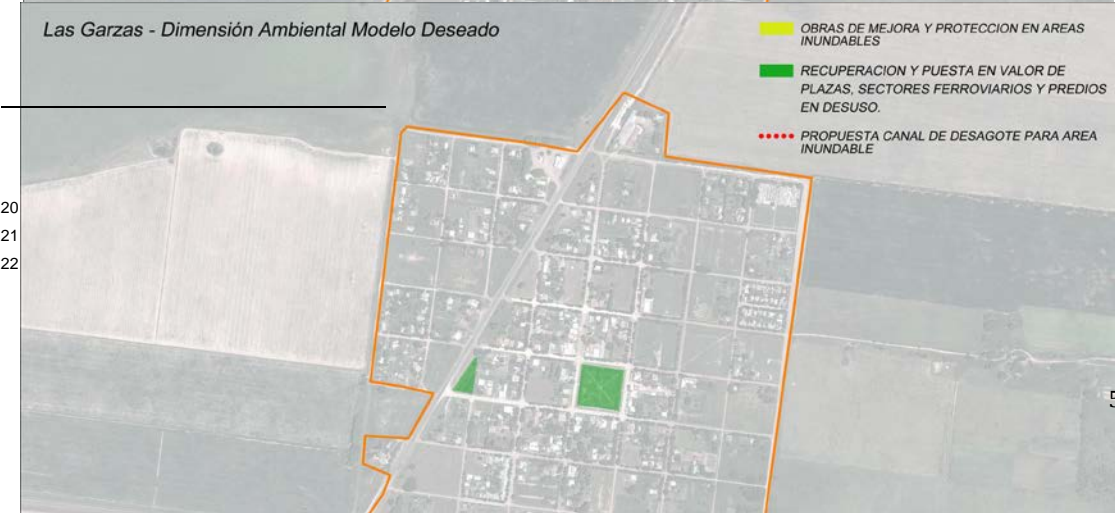 Las Garzas - Dimensión Ambiental Modelo Deseado
OBRAS DE MEJORA Y PROTECCION EN AREAS
INUNDABLES
RECUPERACION Y PUESTA EN VALOR DE
PLAZAS, SECTORES FERROVIARIOS Y PREDIOS
EN DESUSO.
PROPUESTA CANAL DE DESAGOTE PARA AREA
INUNDABLE
20
21
22
5